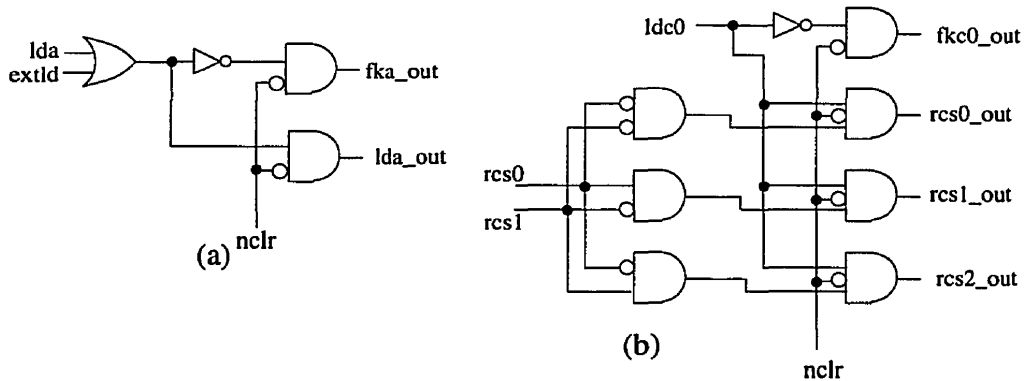 lda
extld
fka_out
lda_out
nclr
(a)
ldc0
fkc0_out
rcs0_out
rcs0
rcs1
rcs1_out
rcs2_out
(b)
nclr